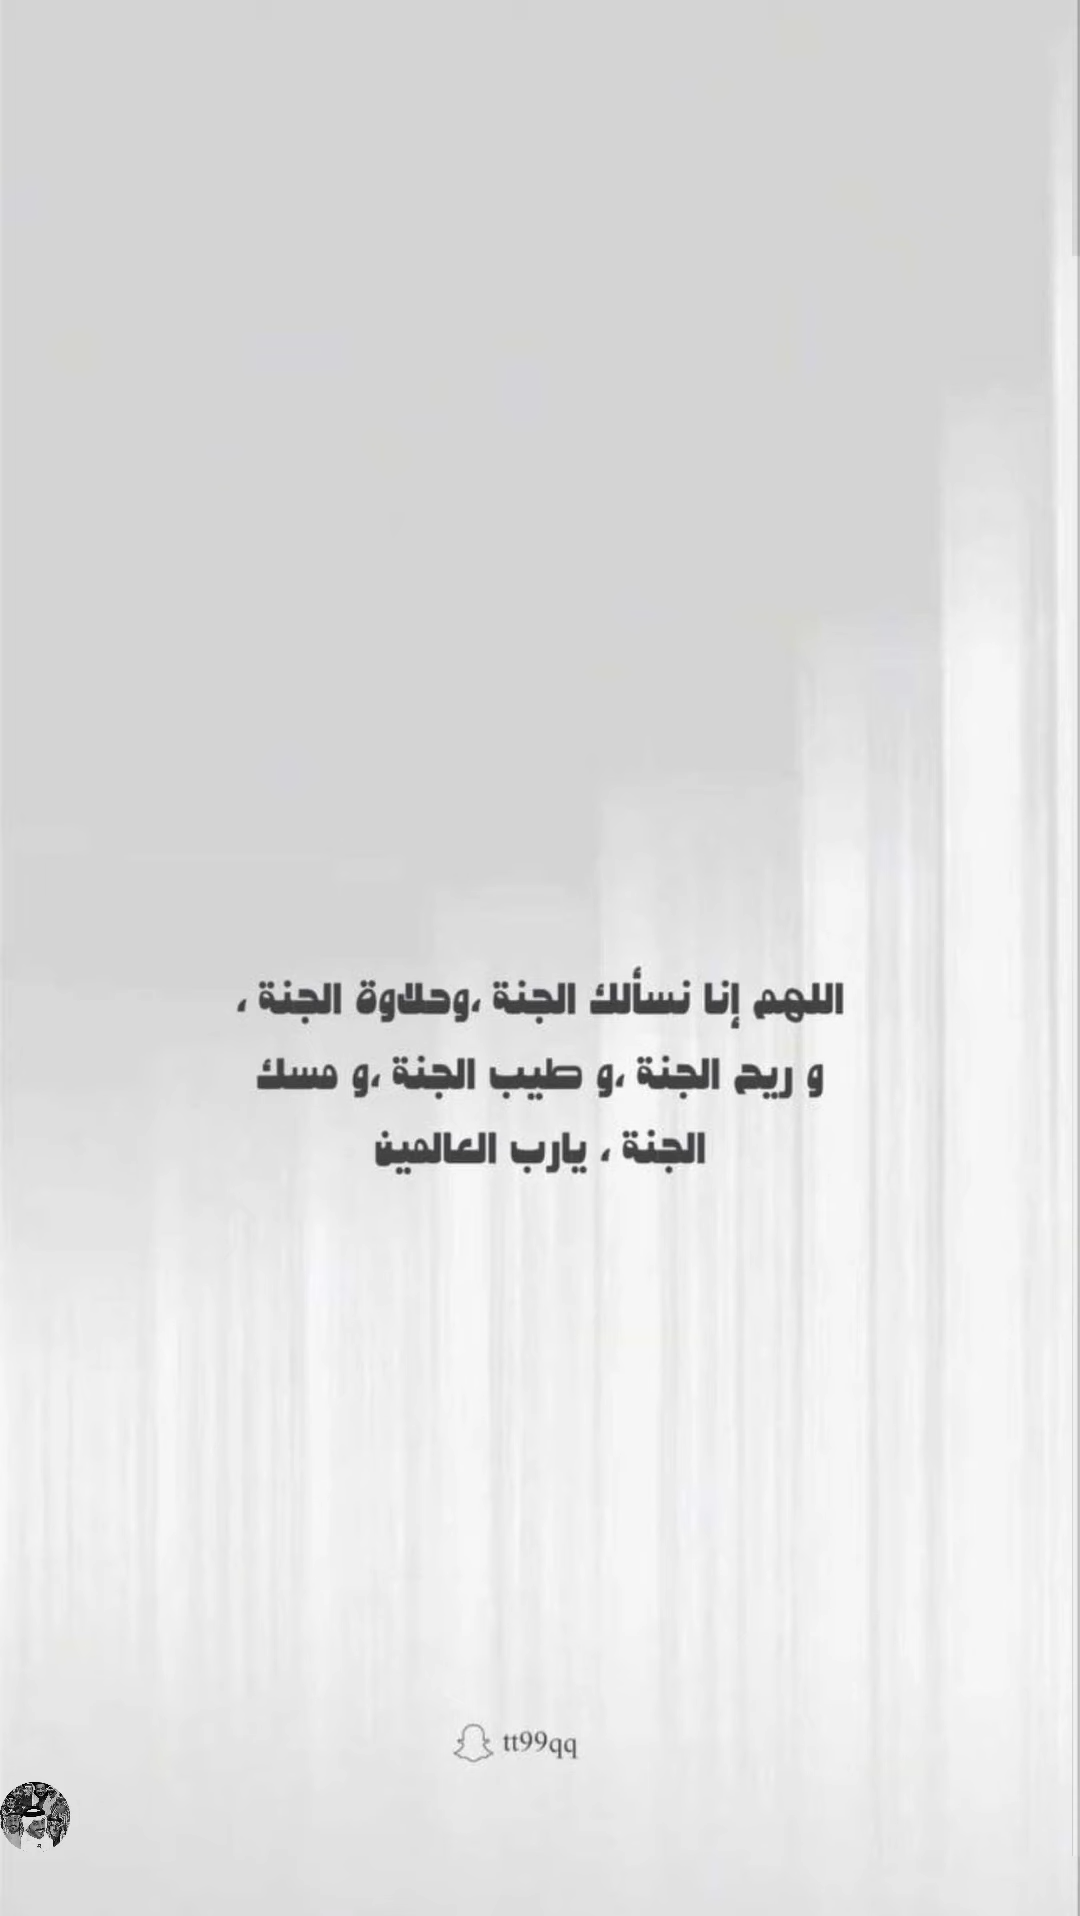 اللهم إنا نسألك الجنة ،وحلاوة الجنة ،
و ريح الجنة ،و طيب الجنة ،و مسك
الجنة ، يارب العالمين
tt99qq